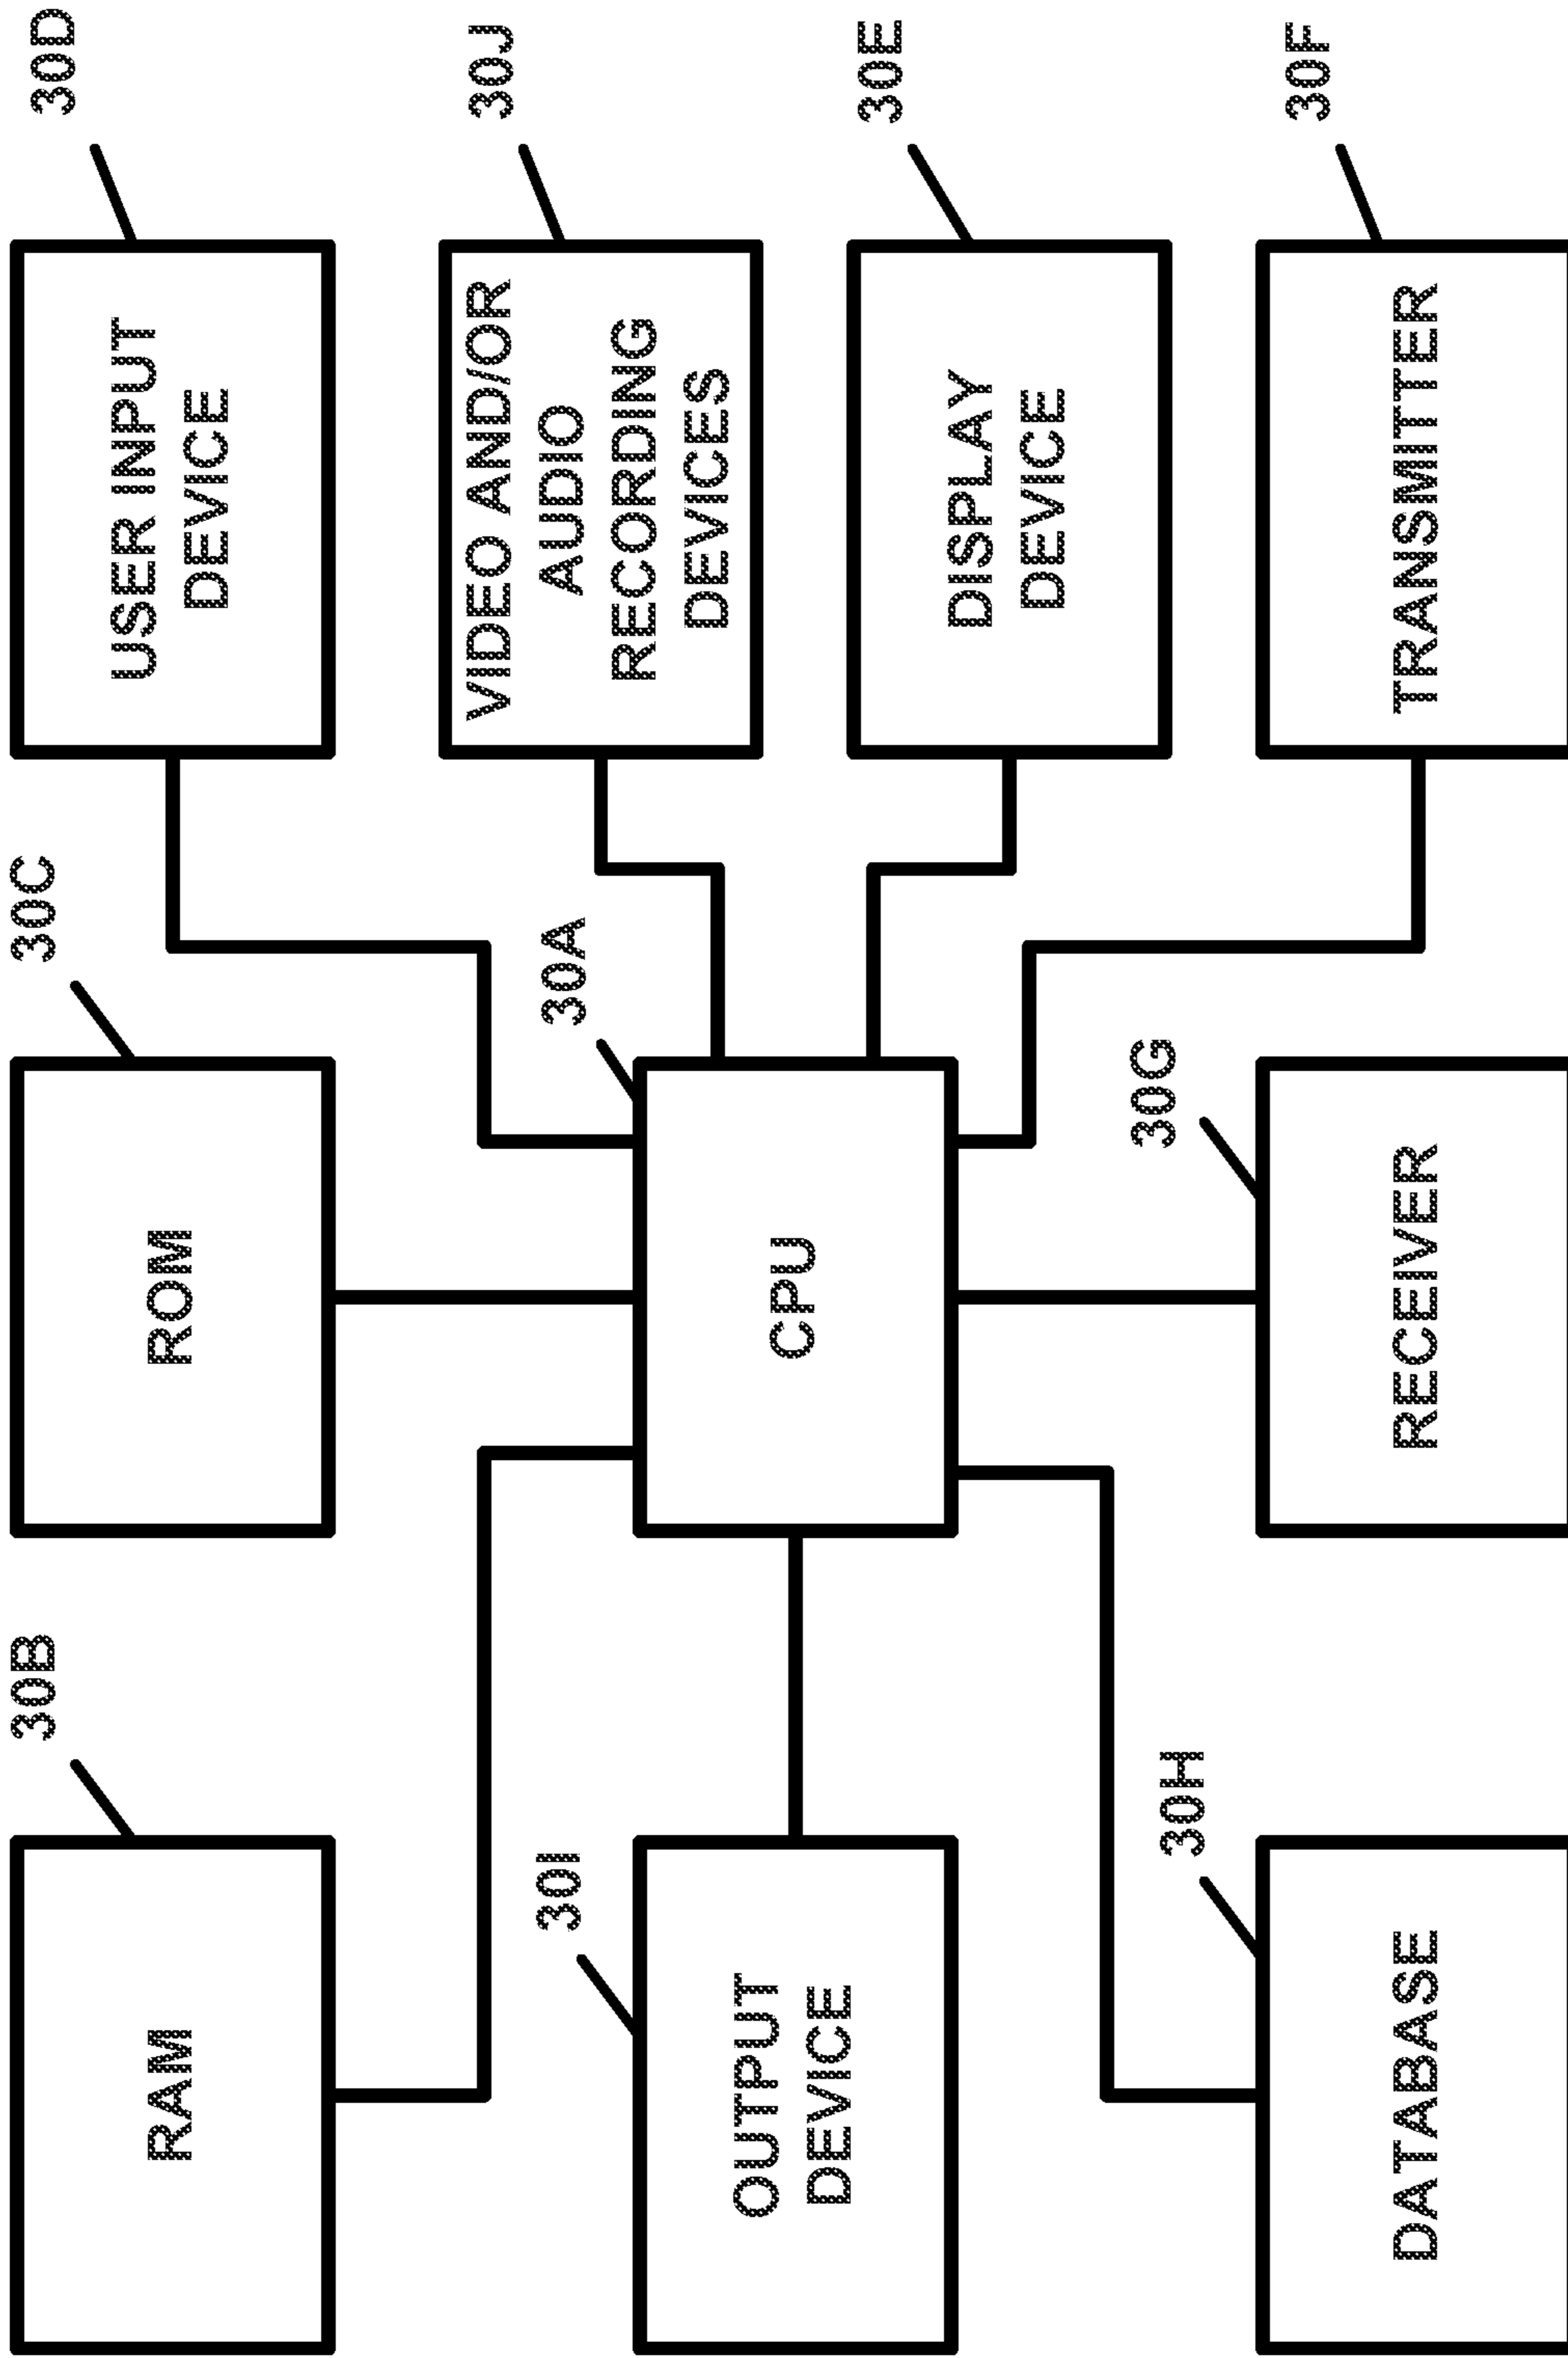 30B
RAM
30C
ROM
30D
USER INPUT
DEVICE
30I
OUTPUT
DEVICE
30A
CPU
30J
VIDEO AND/OR
AUDIO
RECORDING
DEVICES
30E
DISPLAY
DEVICE
30H
DATABASE
30G
RECEIVER
30F
TRANSMITTER